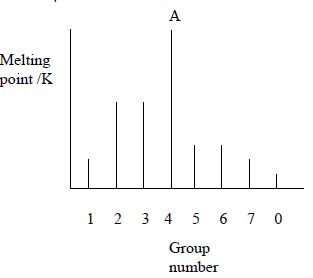 A
Melting
point /K
1 2 3 4 5 6 7 0
Group
number